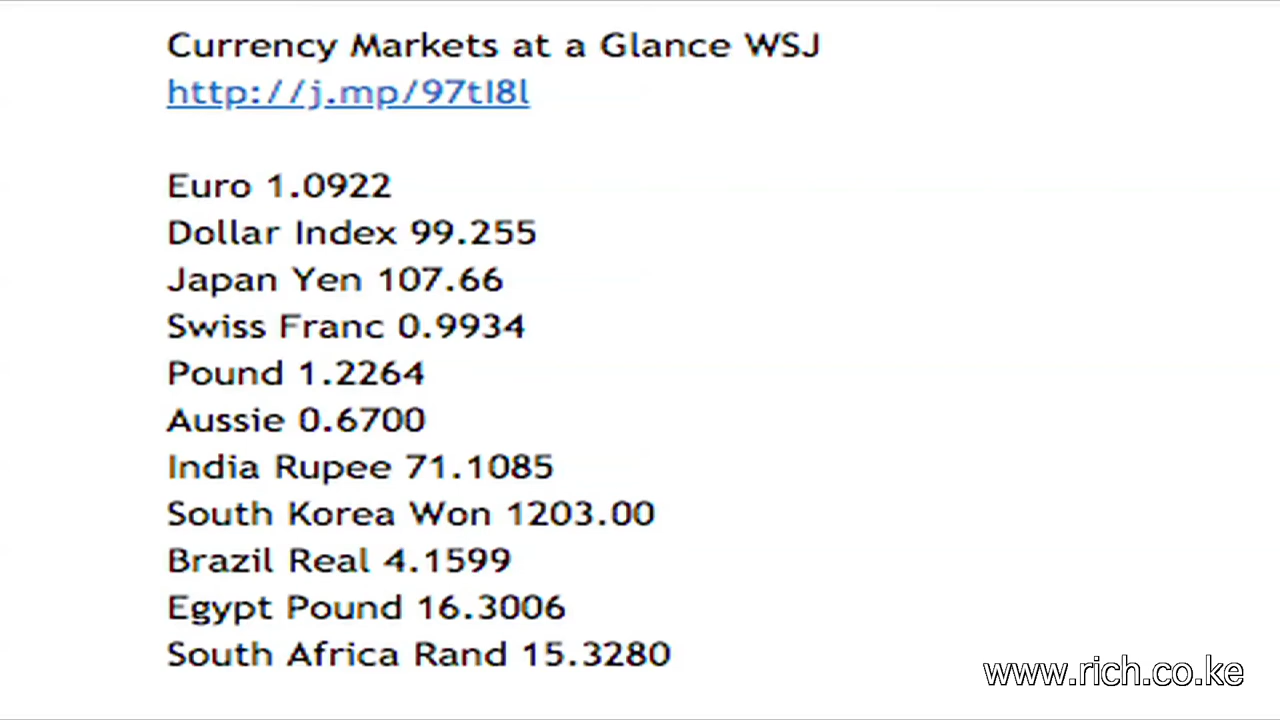 Currency Markets at a Glance WSJ
http://j.mp/97tI8l
Euro 1.0922
Dollar Index 99.255
Japan Yen 107.66
Swiss Franc 0.9934
Pound 1.2264
Aussie 0.6700
India Rupee 71.1085
South Korea Won 1203.00
Brazil Real 4.1599
Egypt Pound 16.3006
South Africa Rand 15.3280
www.rich.co.ke